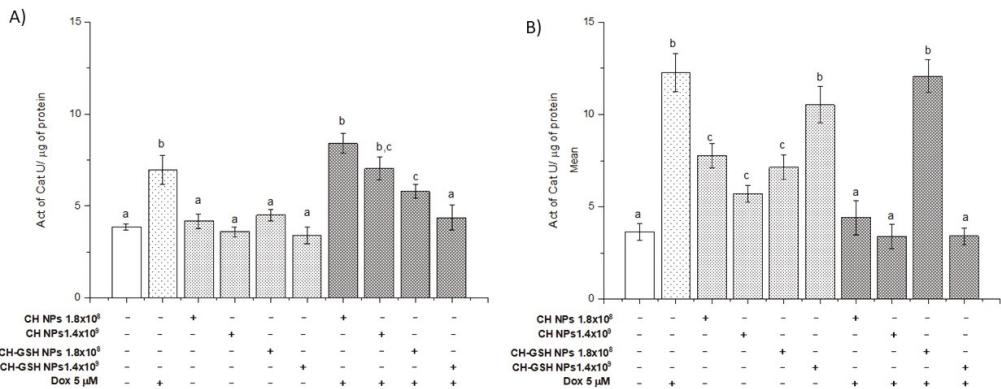 A)
15
10
5
0
Act of Cat U/ μg of protein
a
b
a
a
a
a
b
b,c
c
a
CH NPs 1.8x10⁸ – – + – – – + – – –
CH NPs1.4x10⁹ – – – + – – – + – –
CH-GSH NPs 1.8x10⁸ – – – – + – – – + –
CH-GSH NPs1.4x10⁹ – – – – – + – – – +
Dox 5 μM – + – – – – + + + +
B)
15
10
5
0
Act of Cat U/ μg of protein
Mean
a
b
c
c
c
b
a
a
b
a
CH NPs 1.8x10⁸ – – + – – – + – – –
CH NPs1.4x10⁹ – – – + – – – + – –
CH-GSH NPs 1.8x10⁸ – – – – + – – – + –
CH-GSH NPs1.4x10⁹ – – – – – + – – – +
Dox 5 μM – + – – – – + + + +